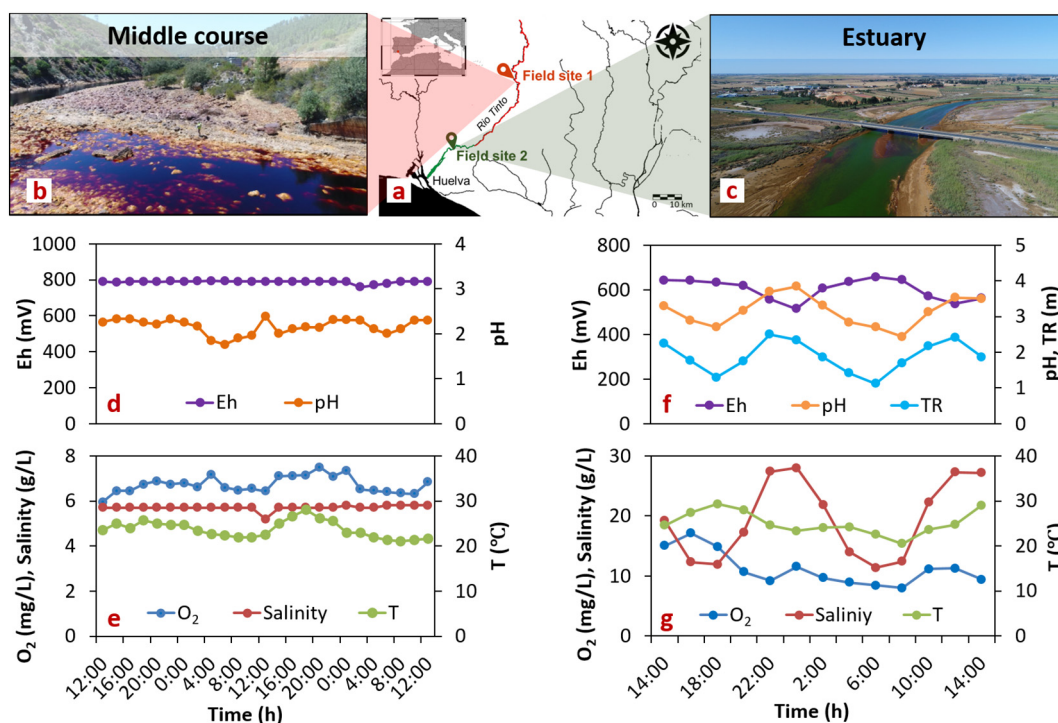 Middle course
b
Field site 1
Rio Tinto
Field site 2
Huelva
a
0 10 km
Estuary
c
1000
800
600
400
200
0
Eh (mV)
4
3
2
1
0
pH
d
Eh
pH
800
600
400
200
0
Eh (mV)
5
4
3
2
1
0
pH, TR (m)
f
Eh
pH
TR
8
6
4
2
0
O₂ (mg/L), Salinity (g/L)
40
30
20
10
0
T (ºC)
e
O₂
Salinity
T
12:00
16:00
20:00
0:00
4:00
8:00
12:00
16:00
20:00
0:00
4:00
8:00
12:00
Time (h)
30
20
10
0
O₂ (mg/L), Salinity (g/L)
40
30
20
10
0
T (ºC)
g
O₂
Saliniy
T
14:00
18:00
22:00
2:00
6:00
10:00
14:00
Time (h)